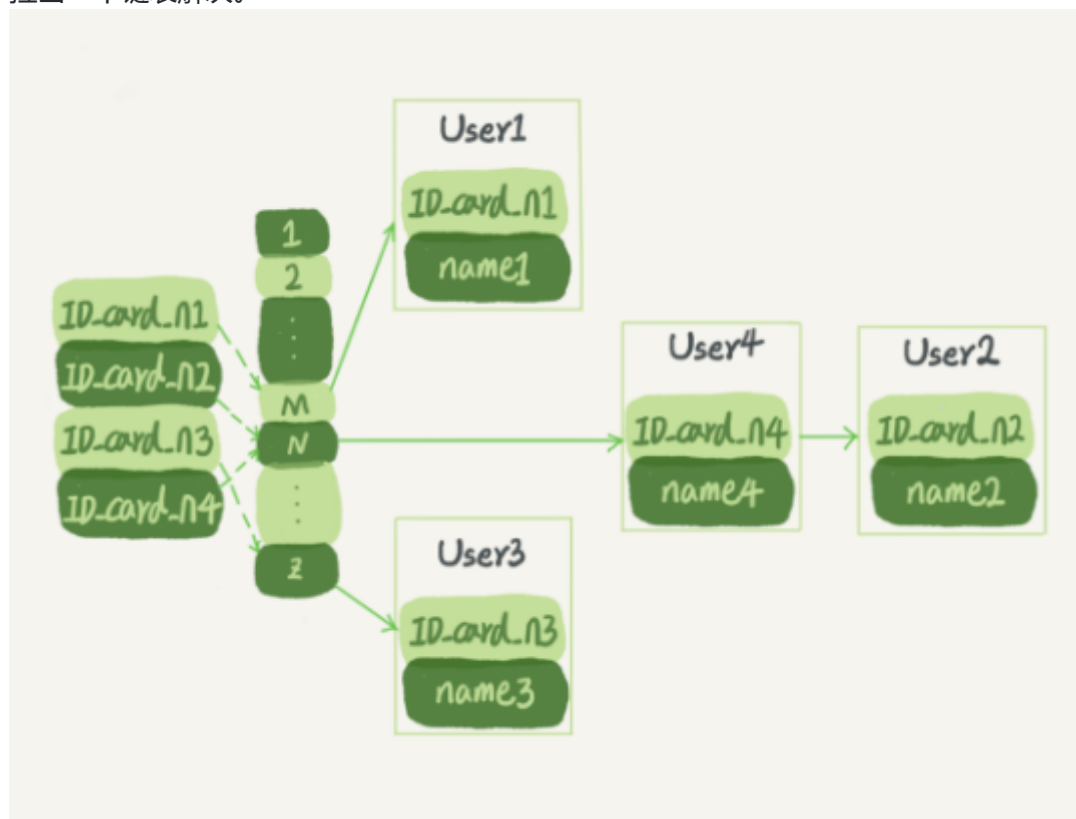 User1
ID_card_n1
name1
1
2
ID_card_n1
ID_card_n2
ID_card_n3
ID_card_n4
M
N
Z
User4
ID_card_n4
name4
User2
ID_card_n2
name2
User3
ID_card_n3
name3